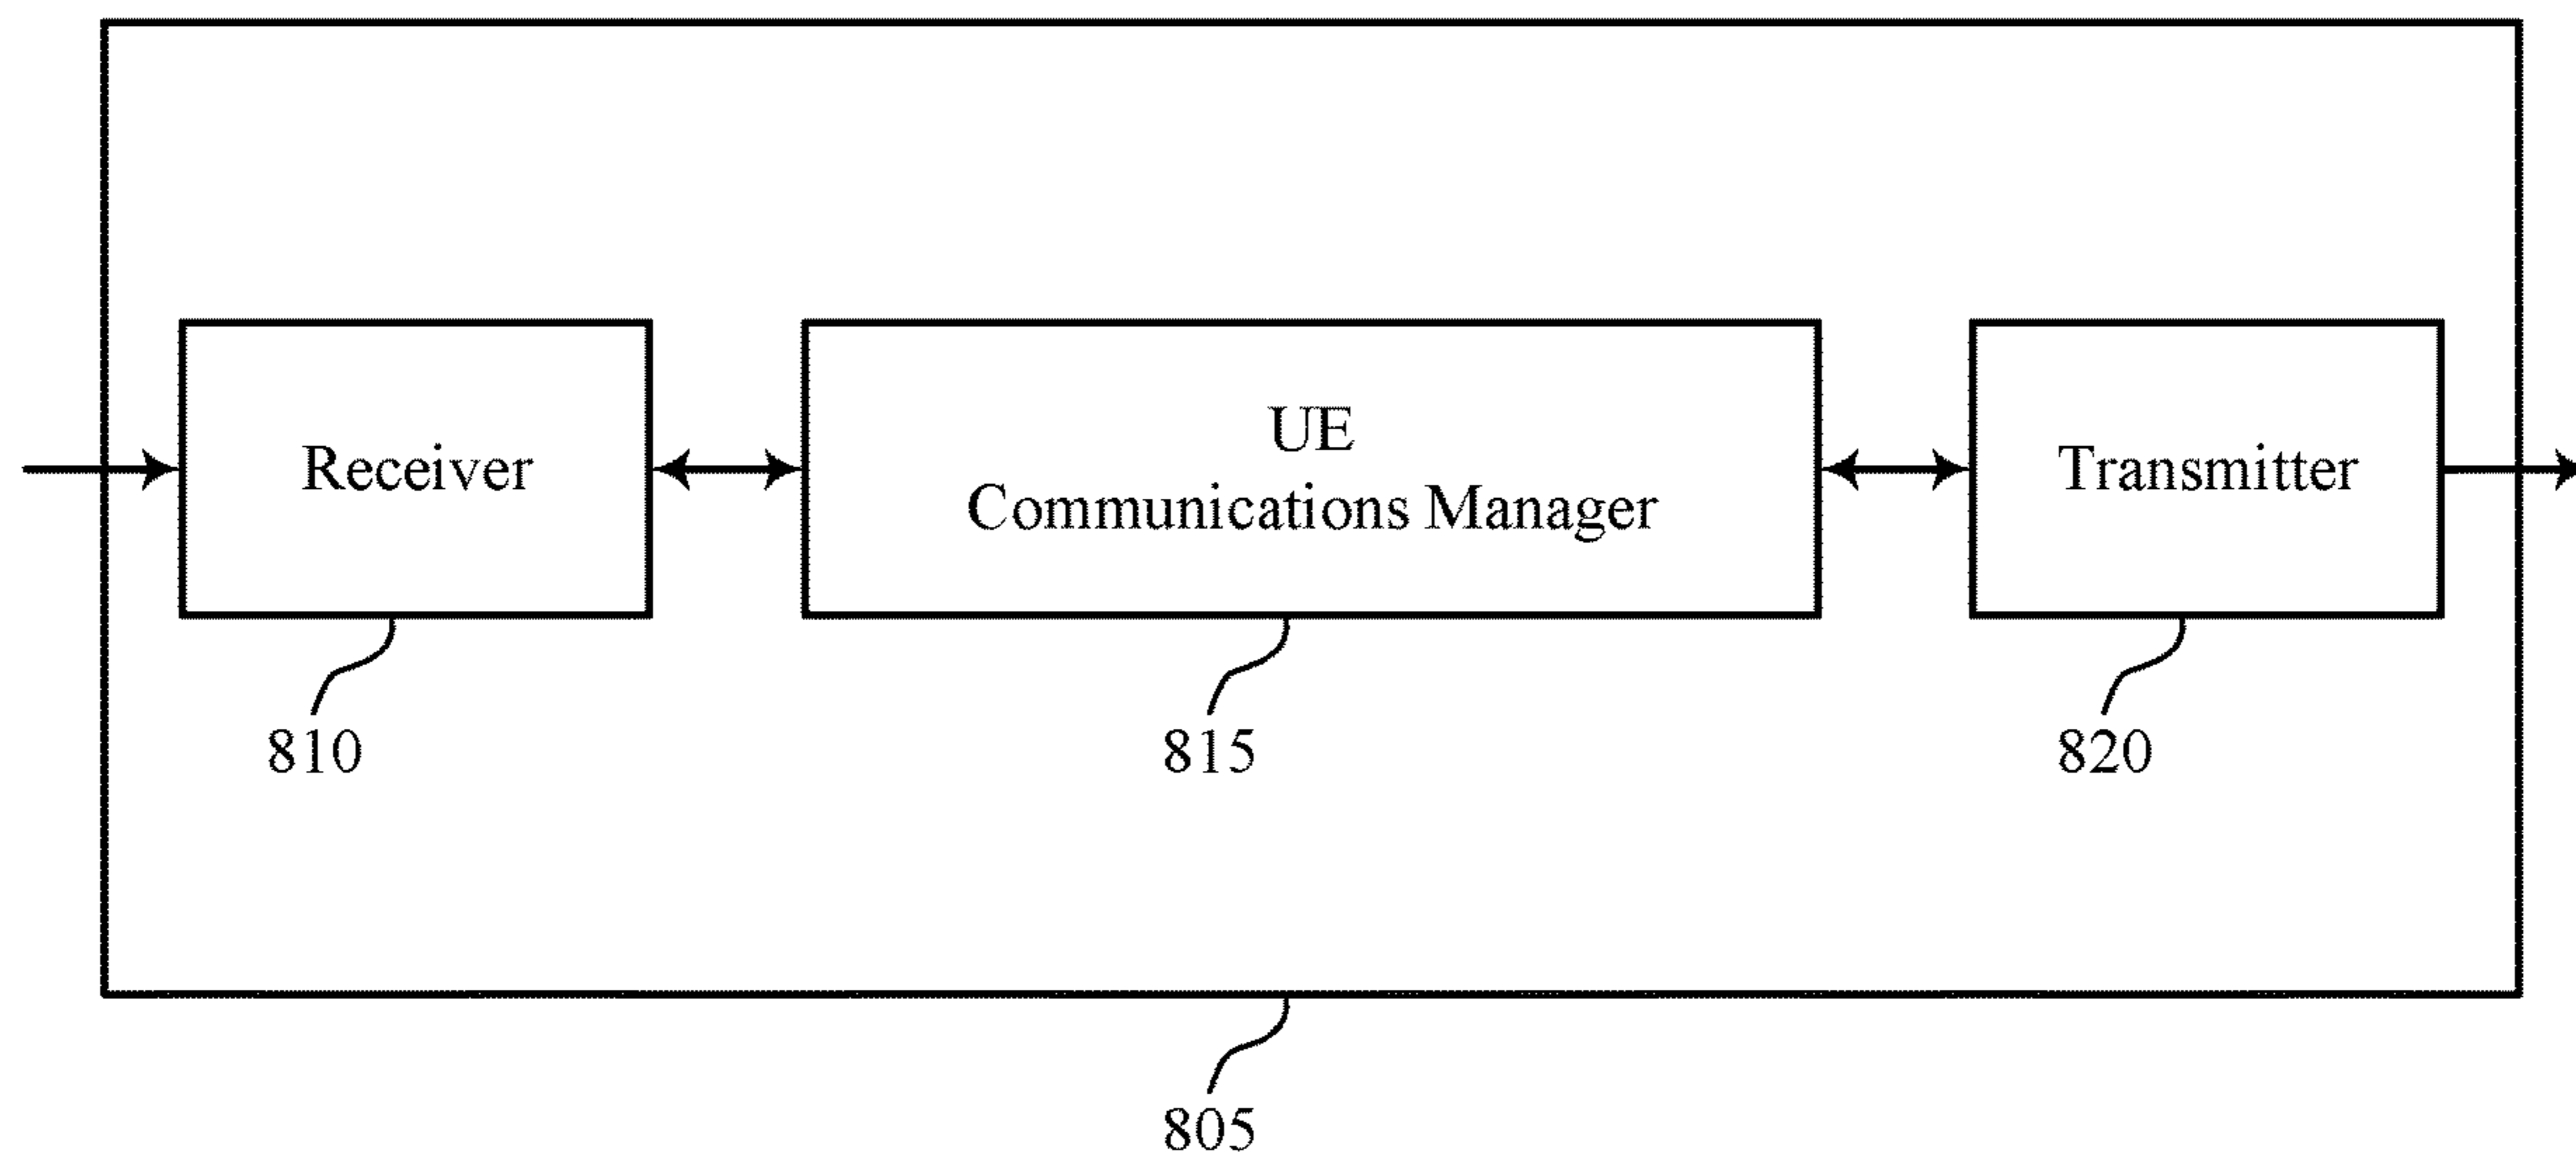 Receiver
UE
Communications Manager
Transmitter
810
815
820
805